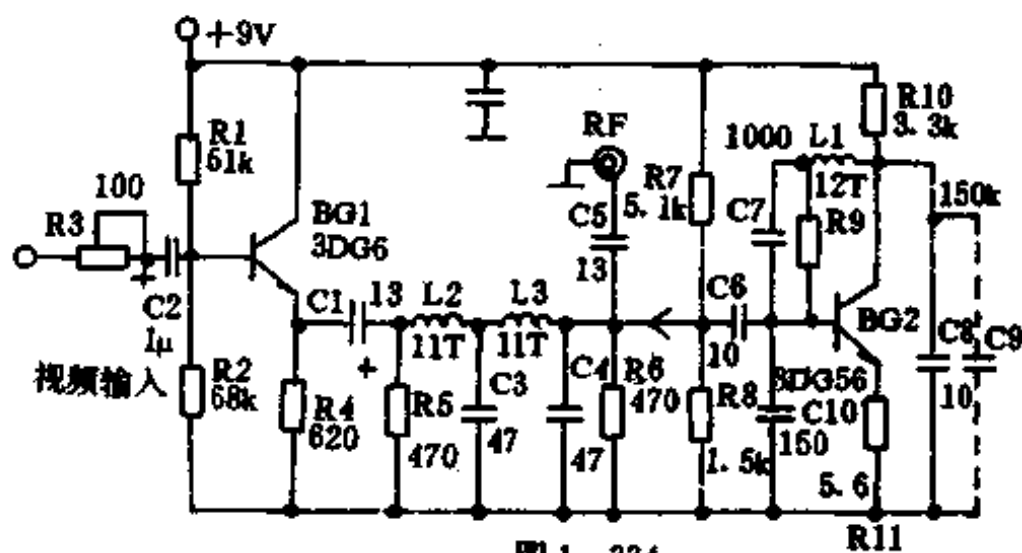 +9V
R1
51k
100
R3
C2
1μ
视频输入
R2
68k
BG1
3DG6
C1
13
R4
620
L2
11T
L3
11T
R5
470
C3
47
C4
47
RF
C5
13
R6
470
R7
5.1k
R8
1.5k
C6
10
C7
1000
L1
12T
R9
R10
3.3k
150k
BG2
3DG56
C10
150
5.6
R11
C8
10
C9